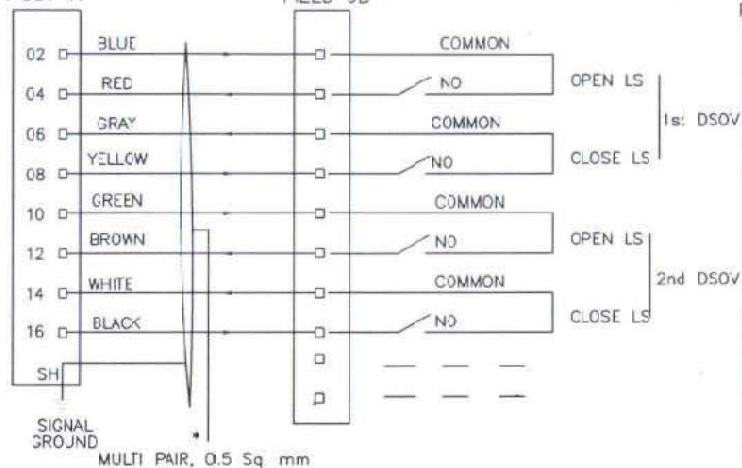 02 BLUE COMMON
04 RED NO OPEN LS
1st DSOV
06 GRAY COMMON
08 YELLOW NO CLOSE LS
10 GREEN COMMON
12 BROWN NO OPEN LS
2nd DSOV
14 WHITE COMMON
16 BLACK NO CLOSE LS
SH
SIGNAL
GROUND
*
MULTI PAIR, 0.5 Sq mm